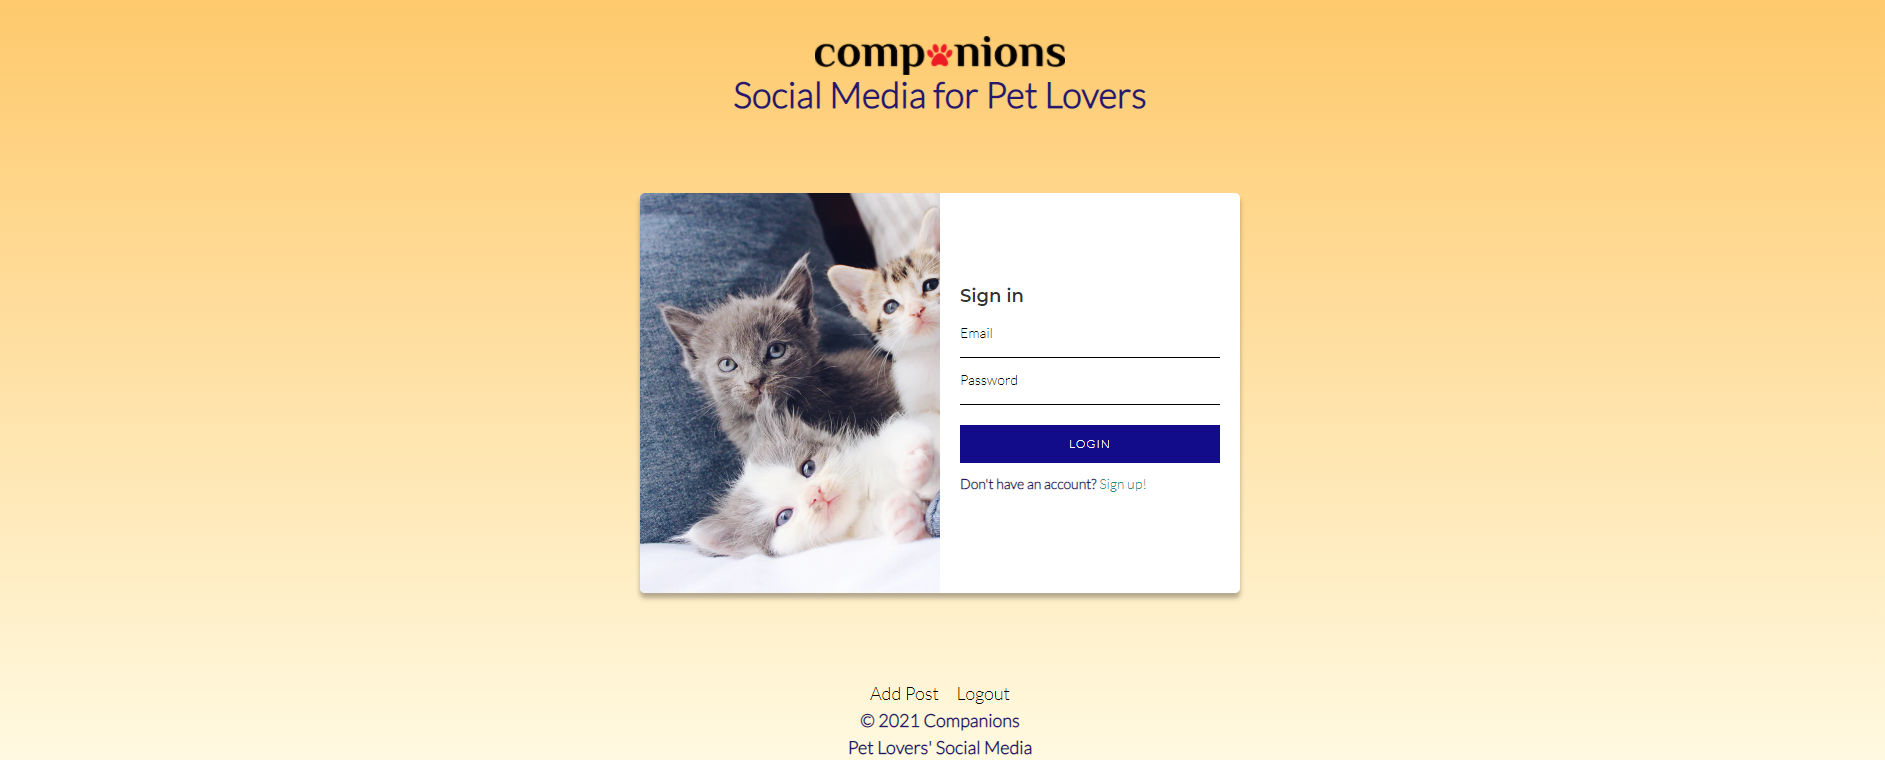 companions
Social Media for Pet Lovers
Sign in
Email
Password
LOGIN
Don't have an account? Sign up!
Add Post Logout
© 2021 Companions
Pet Lovers' Social Media